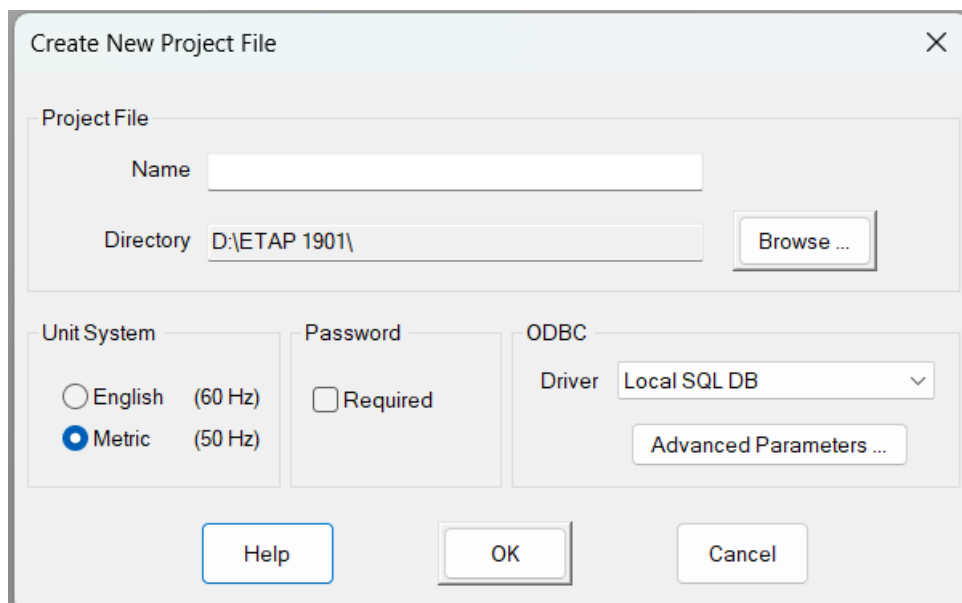 Create New Project File
Project File
Name
Directory D:\ETAP 1901\ Browse ...
Unit System
English (60 Hz)
Metric (50 Hz)
Password
Required
ODBC
Driver Local SQL DB
Advanced Parameters ...
Help OK Cancel